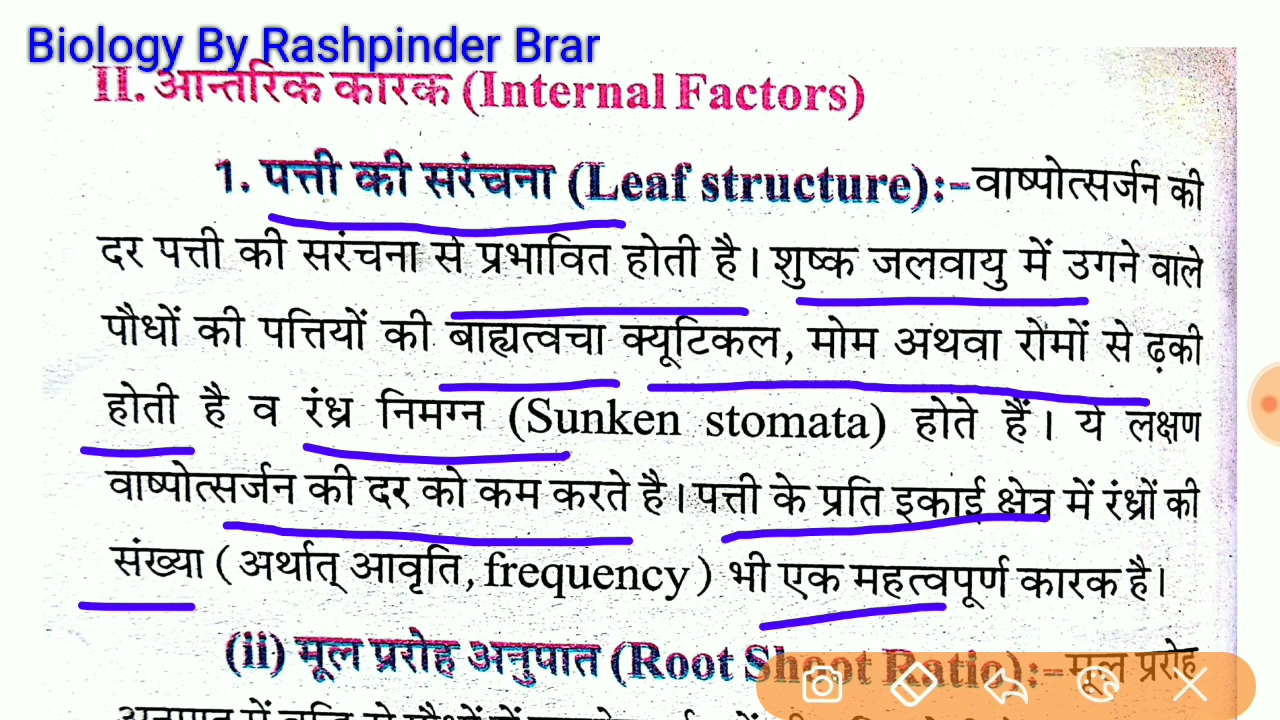 Biology By Rashpinder Brar
II. आन्तरिक कारक (Internal Factors)
1. पत्ती की सरंचना (Leaf structure):-वाष्पोत्सर्जन की
दर पत्ती की सरंचना से प्रभावित होती है। शुष्क जलवायु में उगने वाले
पौधों की पत्तियों की बाह्यत्वचा क्यूटिकल, मोम अथवा रोमों से ढ़की
होती है व रंध्र निमग्न (Sunken stomata) होते हैं। ये लक्षण
वाष्पोत्सर्जन की दर को कम करते है। पत्ती के प्रति इकाई क्षेत्र में रंध्रों की
संख्या (अर्थात् आवृति, frequency) भी एक महत्वपूर्ण कारक है।
(ii) मूल प्ररोह अनुपात (Root Shoot Ratio):-मूल प्ररोह